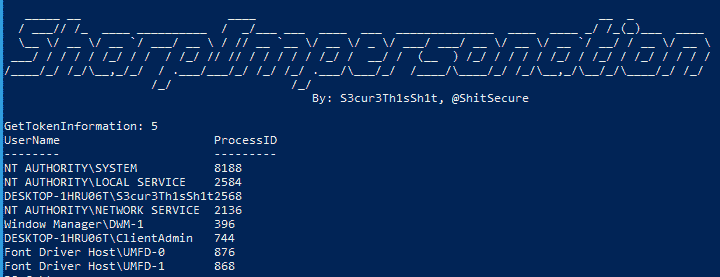 SharpImpersonation
By: S3cur3Th1sSh1t, @ShitSecure
GetTokenInformation: 5
UserName ProcessID
-------- ---------
NT AUTHORITY\SYSTEM 8188
NT AUTHORITY\LOCAL SERVICE 2584
DESKTOP-1HRU06T\S3cur3Th1sSh1t2568
NT AUTHORITY\NETWORK SERVICE 2136
Window Manager\DWM-1 396
DESKTOP-1HRU06T\ClientAdmin 744
Font Driver Host\UMFD-0 876
Font Driver Host\UMFD-1 868